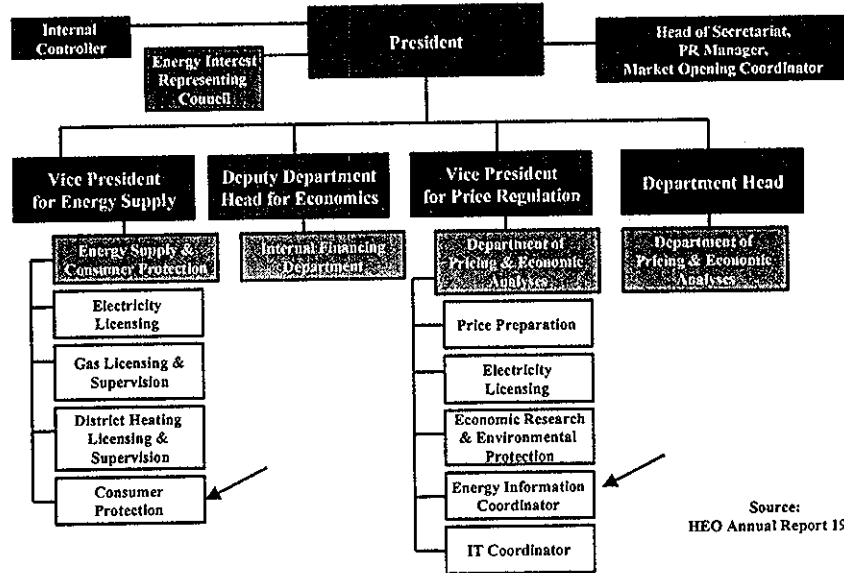 Internal
Controller
President
Head of Secretariat,
PR Manager,
Market Opening Coordinator
Energy Interest
Representing
Council
Vice President
for Energy Supply
Deputy Department
Head for Economics
Vice President
for Price Regulation
Department Head
Energy Supply &
Consumer Protection
Internal Financing
Department
Department of
Pricing & Economic
Analyses
Department of
Pricing & Economic
Analyses
Electricity
Licensing
Gas Licensing &
Supervision
District Heating
Licensing &
Supervision
Consumer
Protection
Price Preparation
Electricity
Licensing
Economic Research
& Environmental
Protection
Energy Information
Coordinator
IT Coordinator
Source:
HEO Annual Report 19